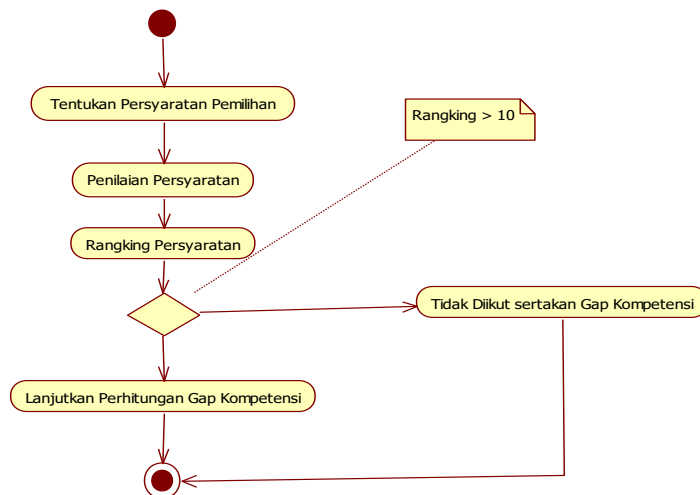 Tentukan Persyaratan Pemilihan
Rangking > 10
Penilaian Persyaratan
Rangking Persyaratan
Tidak Diikut sertakan Gap Kompetensi
Lanjutkan Perhitungan Gap Kompetensi